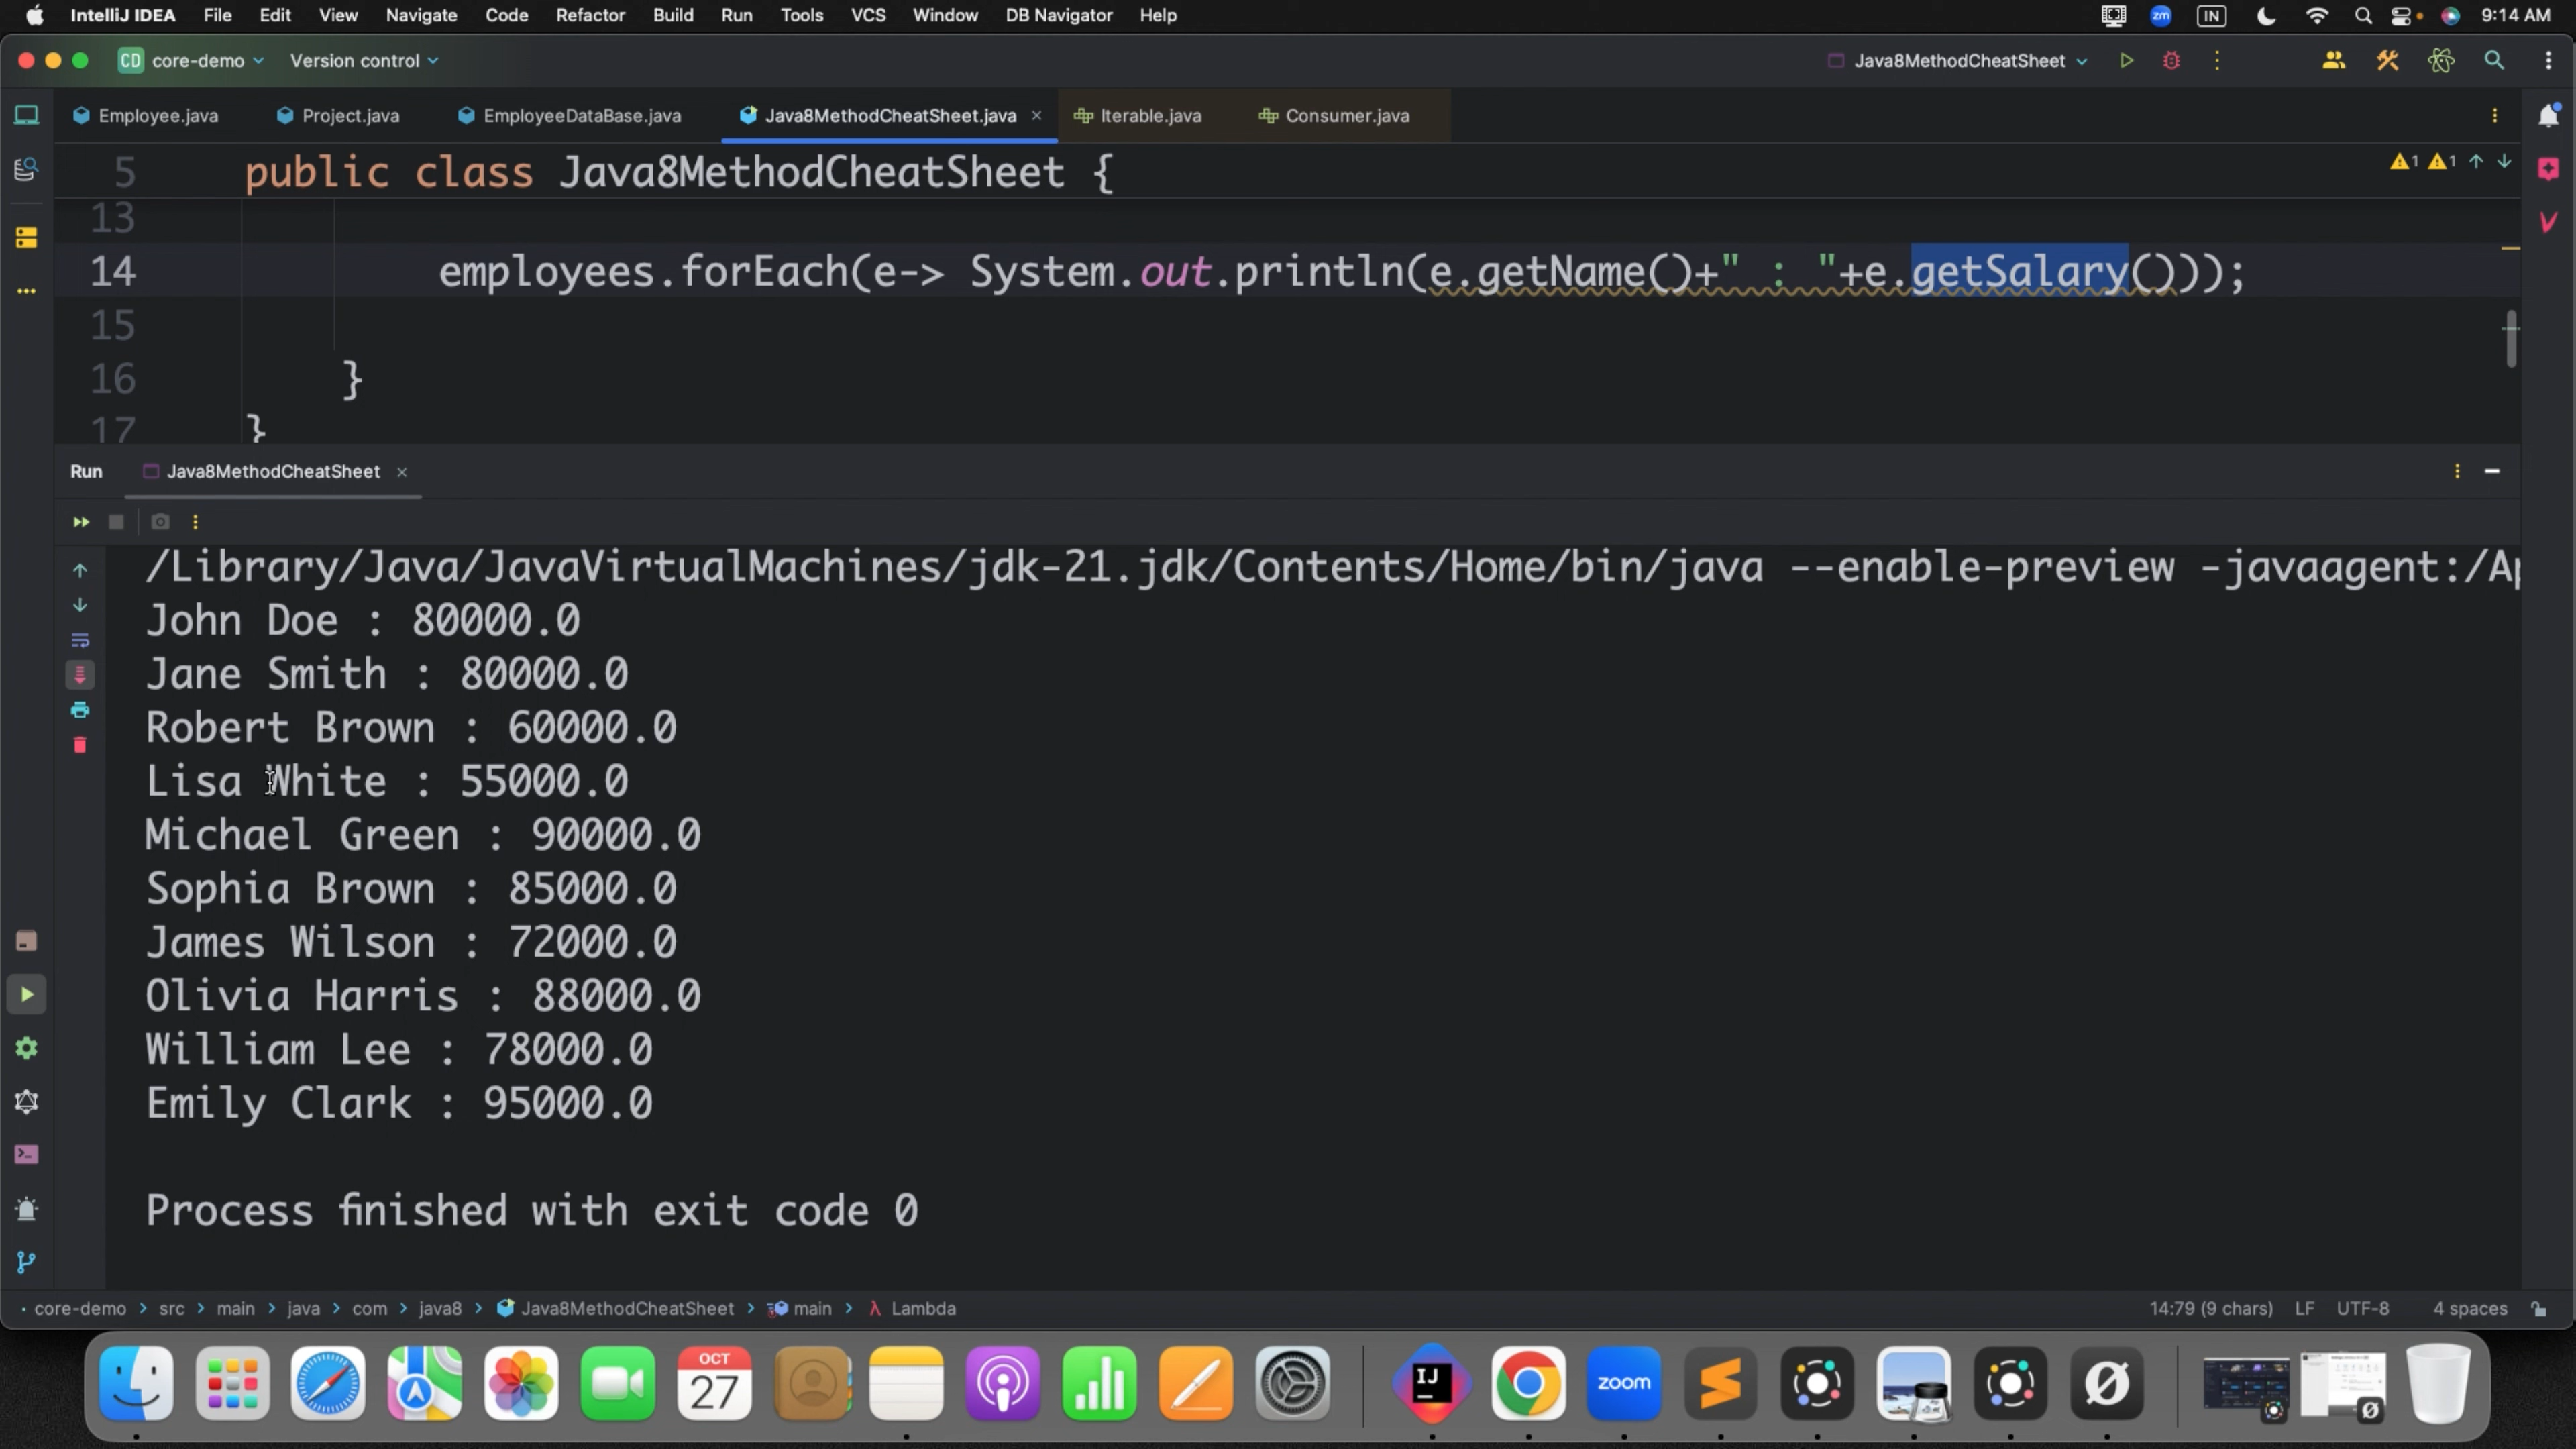 IntelliJ IDEA File Edit View Navigate Code Refactor Build Run Tools VCS Window DB Navigator Help zm IN 9:14 AM
CD core-demo Version control Java8MethodCheatSheet
Employee.java Project.java EmployeeDataBase.java Java8MethodCheatSheet.java Iterable.java Consumer.java
5 public class Java8MethodCheatSheet { 1 1
13
14 employees.forEach(e-> System.out.println(e.getName()+" : "+e.getSalary()));
15
16 }
17 }
Run Java8MethodCheatSheet
/Library/Java/JavaVirtualMachines/jdk-21.jdk/Contents/Home/bin/java --enable-preview -javaagent:/Ap
John Doe : 80000.0
Jane Smith : 80000.0
Robert Brown : 60000.0
Lisa White : 55000.0
Michael Green : 90000.0
Sophia Brown : 85000.0
James Wilson : 72000.0
Olivia Harris : 88000.0
William Lee : 78000.0
Emily Clark : 95000.0
Process finished with exit code 0
core-demo > src > main > java > com > java8 > Java8MethodCheatSheet > main > λ Lambda 14:79 (9 chars) LF UTF-8 4 spaces
OCT
27
IJ
zoom